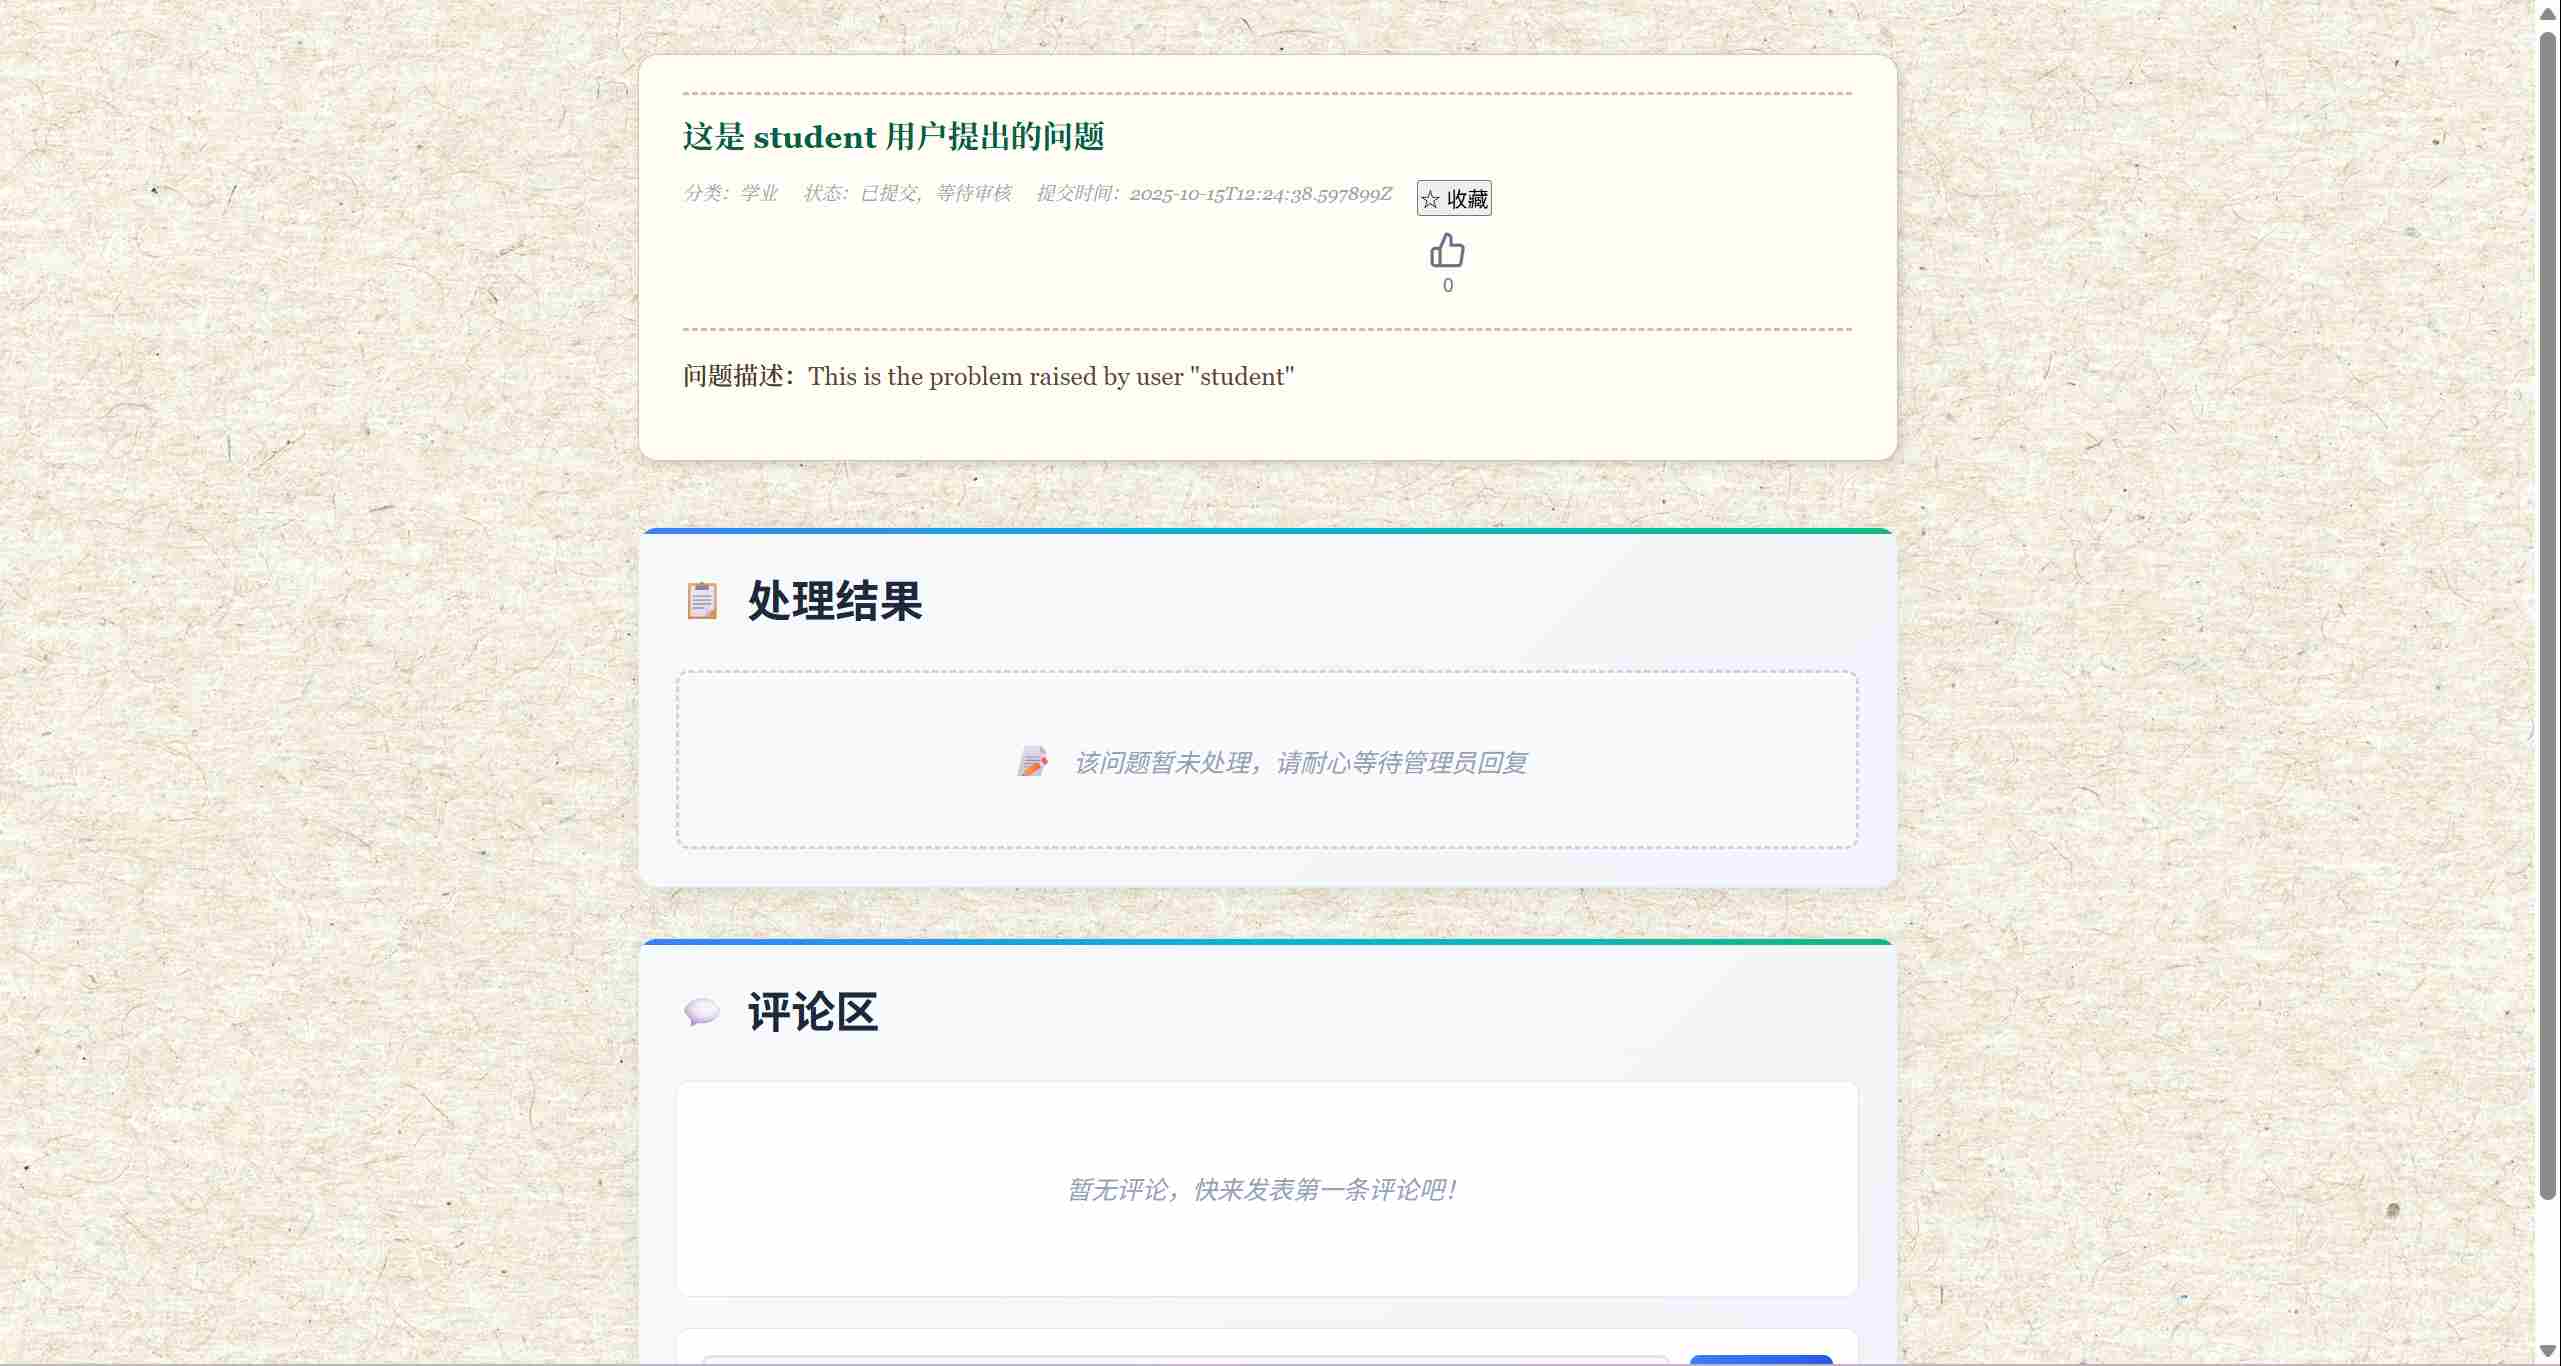 这是 student 用户提出的问题
分类：学业 状态：已提交，等待审核 提交时间：2025-10-15T12:24:38.597899Z ☆ 收藏
0
问题描述：This is the problem raised by user "student"
处理结果
该问题暂未处理，请耐心等待管理员回复
评论区
暂无评论，快来发表第一条评论吧！